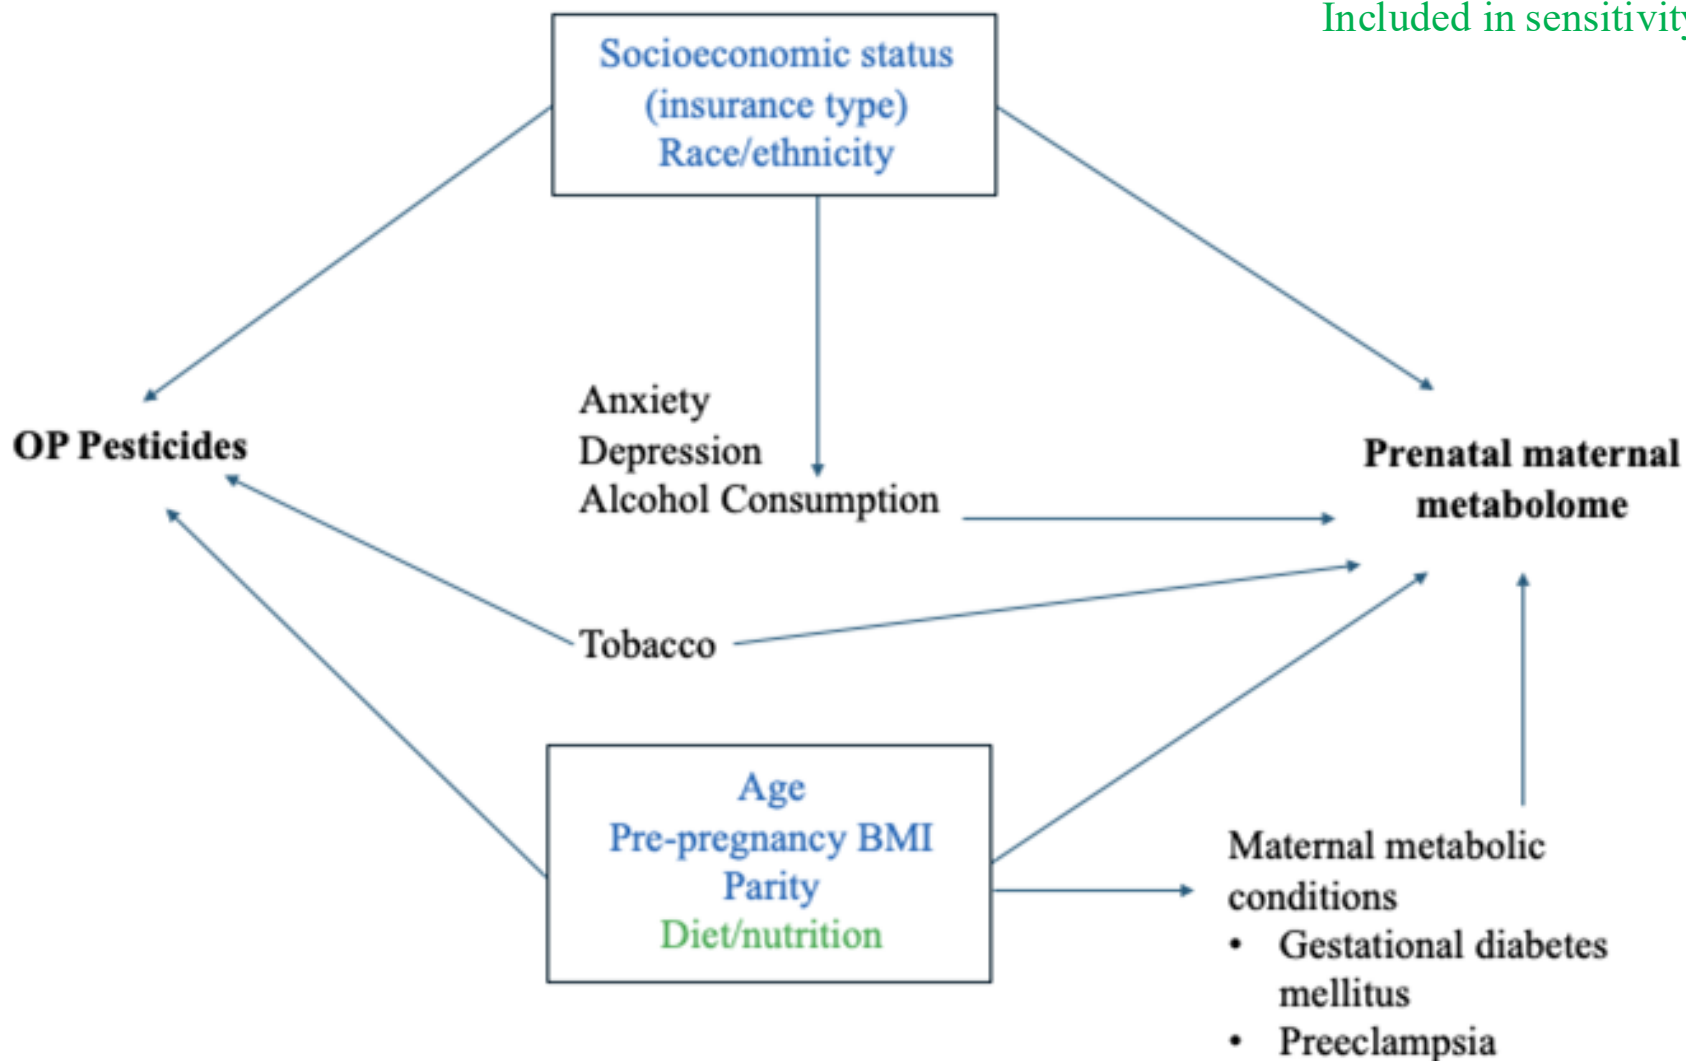 Included in sensitivity
Socioeconomic status
(insurance type)
Race/ethnicity
Anxiety
Depression
Alcohol Consumption
OP Pesticides
Prenatal maternal
metabolome
Tobacco
Age
Pre-pregnancy BMI
Parity
Diet/nutrition
Maternal metabolic
conditions
• Gestational diabetes
mellitus
• Preeclampsia